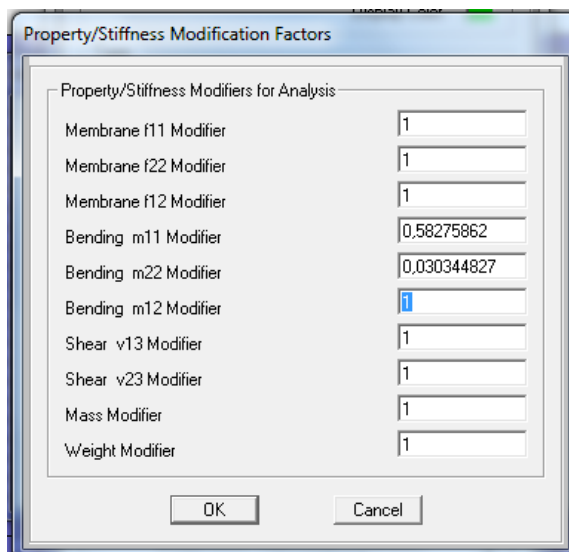 Display Color
Property/Stiffness Modification Factors
Property/Stiffness Modifiers for Analysis
Membrane f11 Modifier 1
Membrane f22 Modifier 1
Membrane f12 Modifier 1
Bending m11 Modifier 0,58275862
Bending m22 Modifier 0,030344827
Bending m12 Modifier 1
Shear v13 Modifier 1
Shear v23 Modifier 1
Mass Modifier 1
Weight Modifier 1
OK Cancel